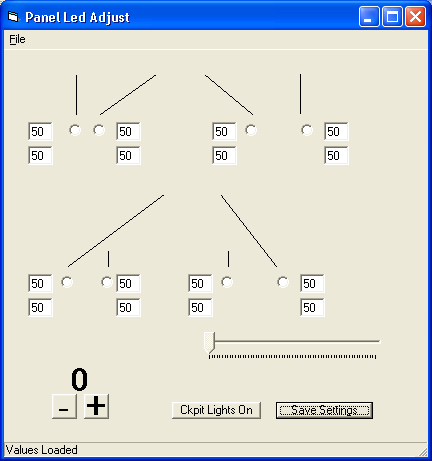 Panel Led Adjust
File
50 50 50 50
50 50 50 50
50 50 50 50
50 50 50 50
0
- +
Ckpit Lights On Save Settings
Values Loaded